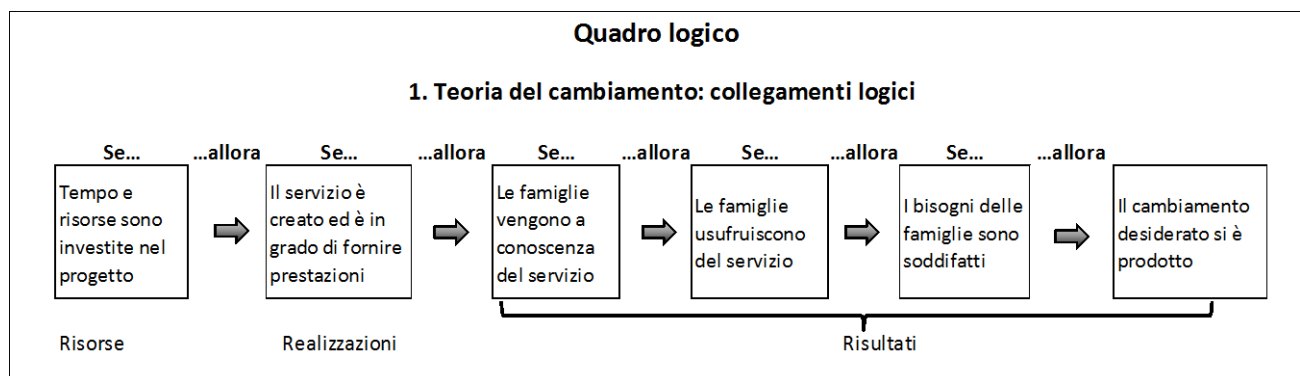 Quadro logico
1. Teoria del cambiamento: collegamenti logici
Se... ...allora Se... ...allora Se... ...allora Se... ...allora Se... ...allora
Tempo e
risorse sono
investite nel
progetto
Il servizio è
creato ed è in
grado di fornire
prestazioni
Le famiglie
vengono a
conoscenza
del servizio
Le famiglie
usufruiscono
del servizio
I bisogni delle
famiglie sono
soddifatti
Il cambiamento
desiderato si è
prodotto
Risorse
Realizzazioni
Risultati